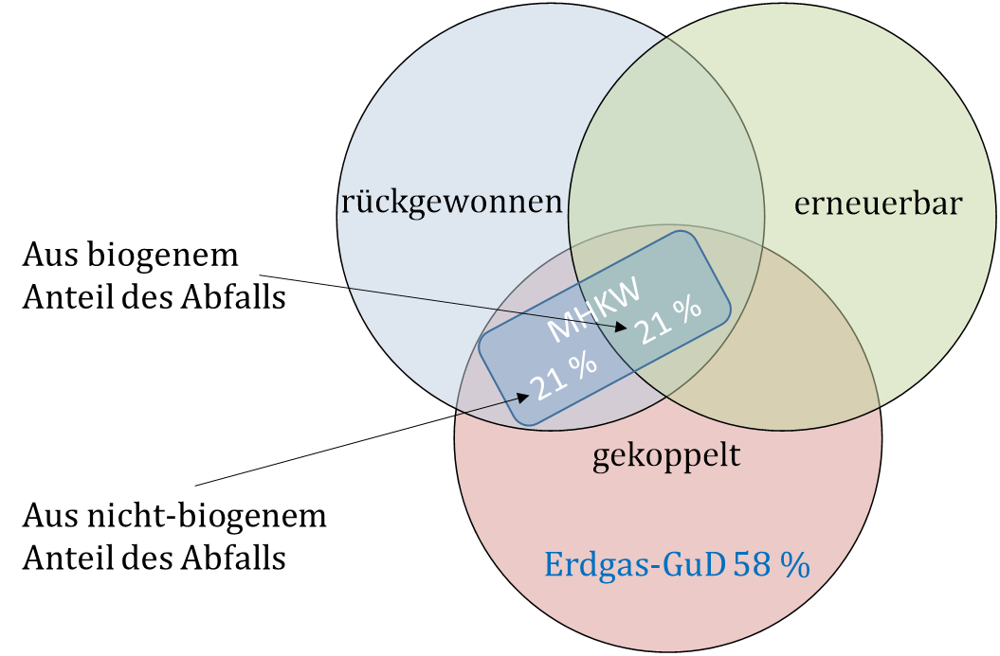 rückgewonnen
erneuerbar
Aus biogenem
Anteil des Abfalls
MHKW
21 %
21 %
gekoppelt
Aus nicht-biogenem
Anteil des Abfalls
Erdgas-GuD 58 %